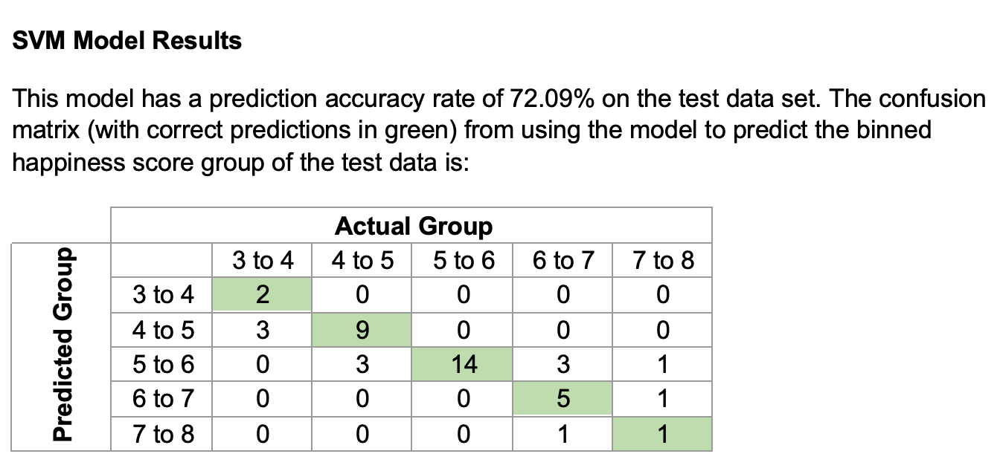 SVM Model Results
This model has a prediction accuracy rate of 72.09% on the test data set. The confusion
matrix (with correct predictions in green) from using the model to predict the binned
happiness score group of the test data is:
Actual Group
Predicted Group
3 to 4 4 to 5 5 to 6 6 to 7 7 to 8
3 to 4 2 0 0 0 0
4 to 5 3 9 0 0 0
5 to 6 0 3 14 3 1
6 to 7 0 0 0 5 1
7 to 8 0 0 0 1 1